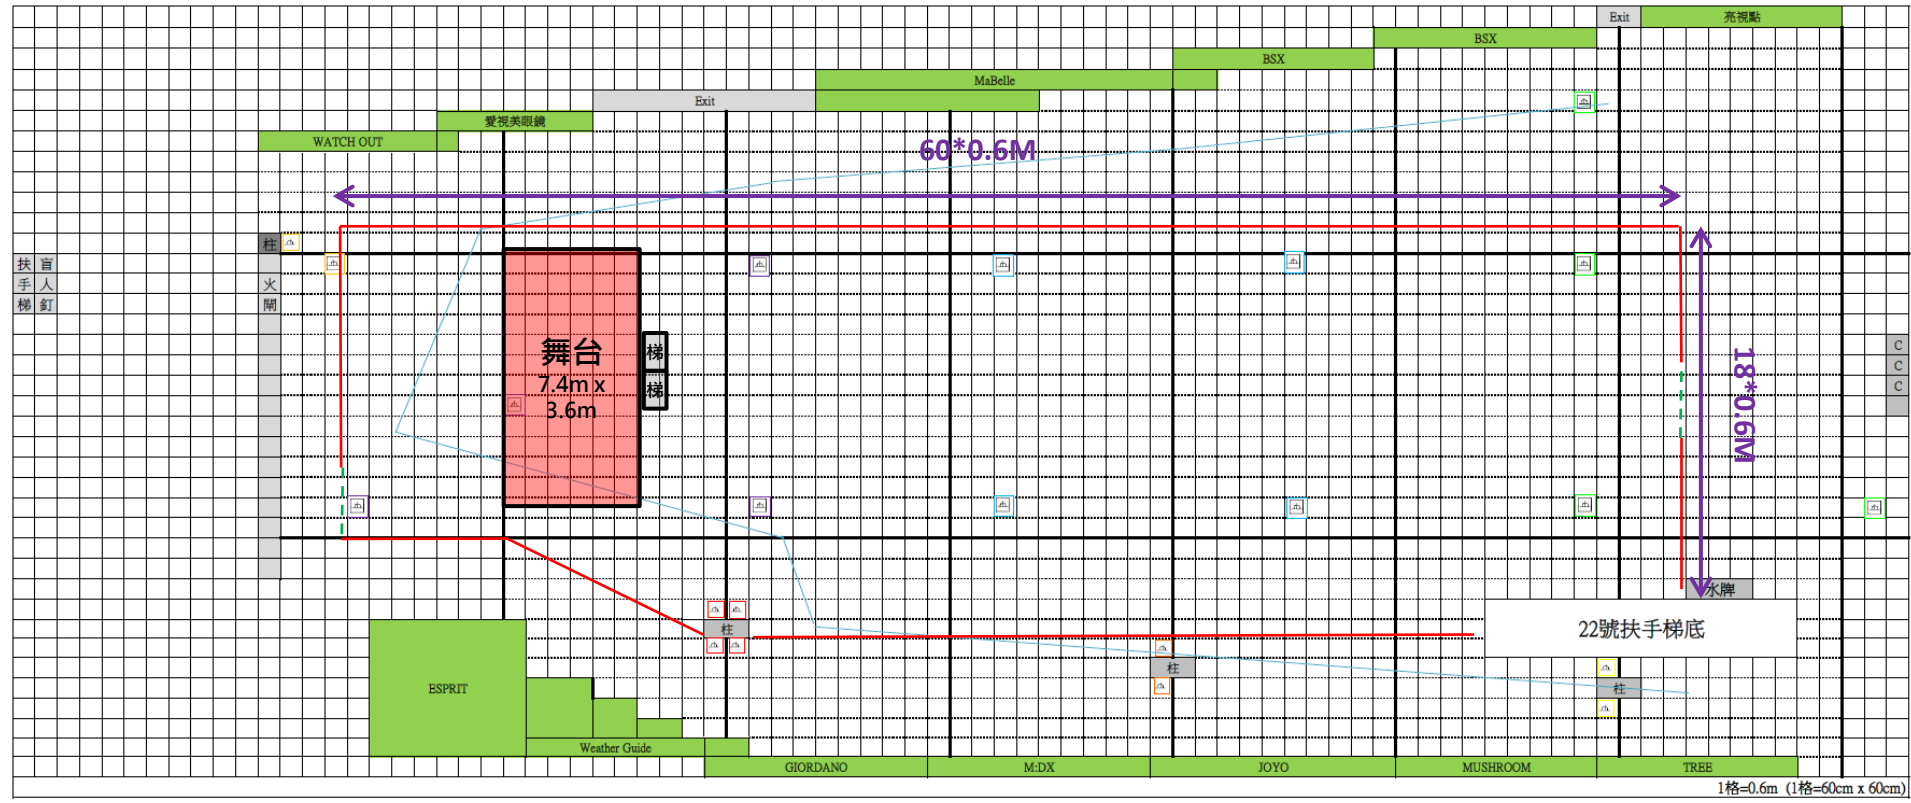 Exit
亮視點
BSX
BSX
MaBelle
Exit
愛視美眼鏡
WATCH OUT
60*0.6M
柱
扶手梯
盲人釘
火閘
舞台
7.4m x
3.6m
梯
梯
C
C
C
18*0.6M
水牌
柱
22號扶手梯底
柱
柱
ESPRIT
Weather Guide
GIORDANO
M:DX
JOYO
MUSHROOM
TREE
1格=0.6m (1格=60cm x 60cm)